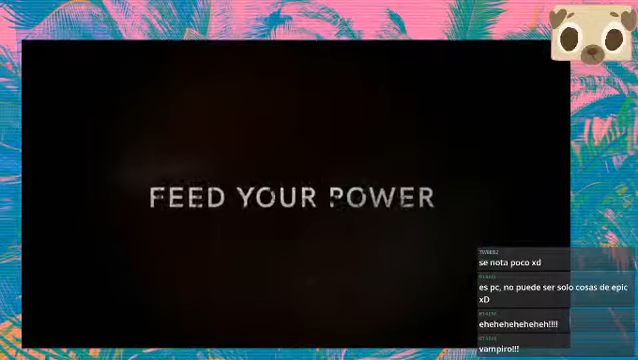 FEED YOUR POWER
se nota poco xd
es pc, no puede ser solo cosas de epic
xD
eheheheheheheh!!!!
vampiro!!!